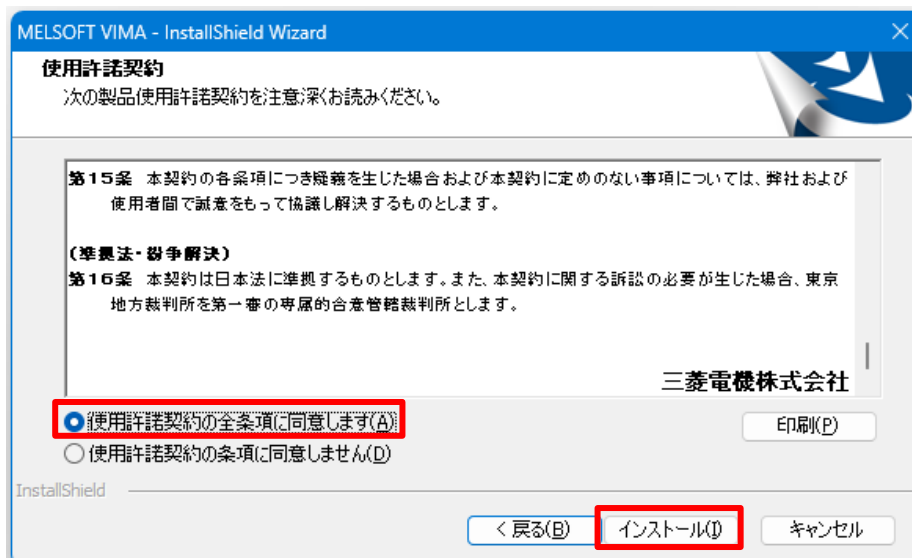 MELSOFT VIMA - InstallShield Wizard
使用許諾契約
次の製品使用許諾契約を注意深くお読みください。
第15条 本契約の各条項につき疑義を生じた場合および本契約に定めのない事項については、弊社および
使用者間で誠意をもって協議し解決するものとします。
(準拠法・紛争解決)
第16条 本契約は日本法に準拠するものとします。また、本契約に関する訴訟の必要が生じた場合、東京
地方裁判所を第一審の専属的合意管轄裁判所とします。
三菱電機株式会社
使用許諾契約の全条項に同意します(A)
印刷(P)
使用許諾契約の条項に同意しません(D)
InstallShield
< 戻る(B)
インストール(I)
キャンセル